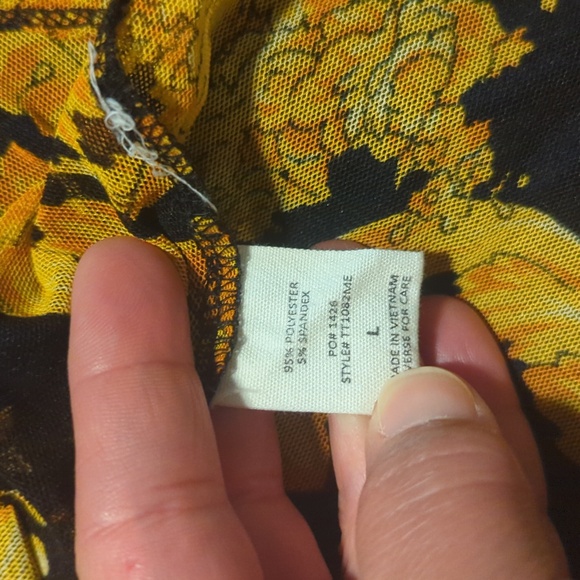 95% POLYESTER
5% SPANDEX
PO# 1426
STYLE# TT1082ME
L
ADE IN VIETNAM
VERSE FOR CARE